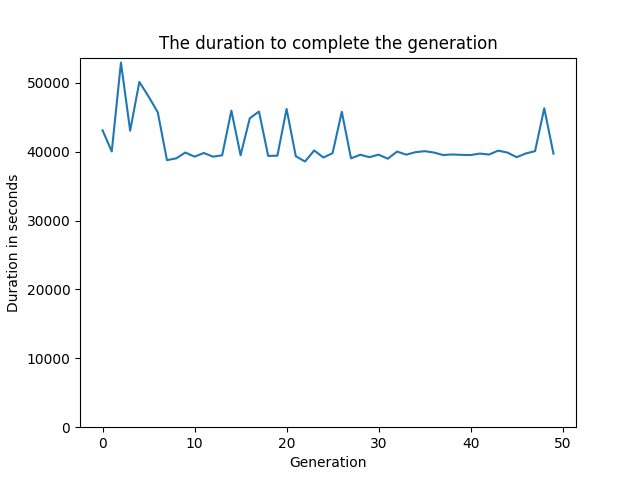 The duration to complete the generation
Duration in seconds
50000
40000
30000
20000
10000
0
0 10 20 30 40 50
Generation